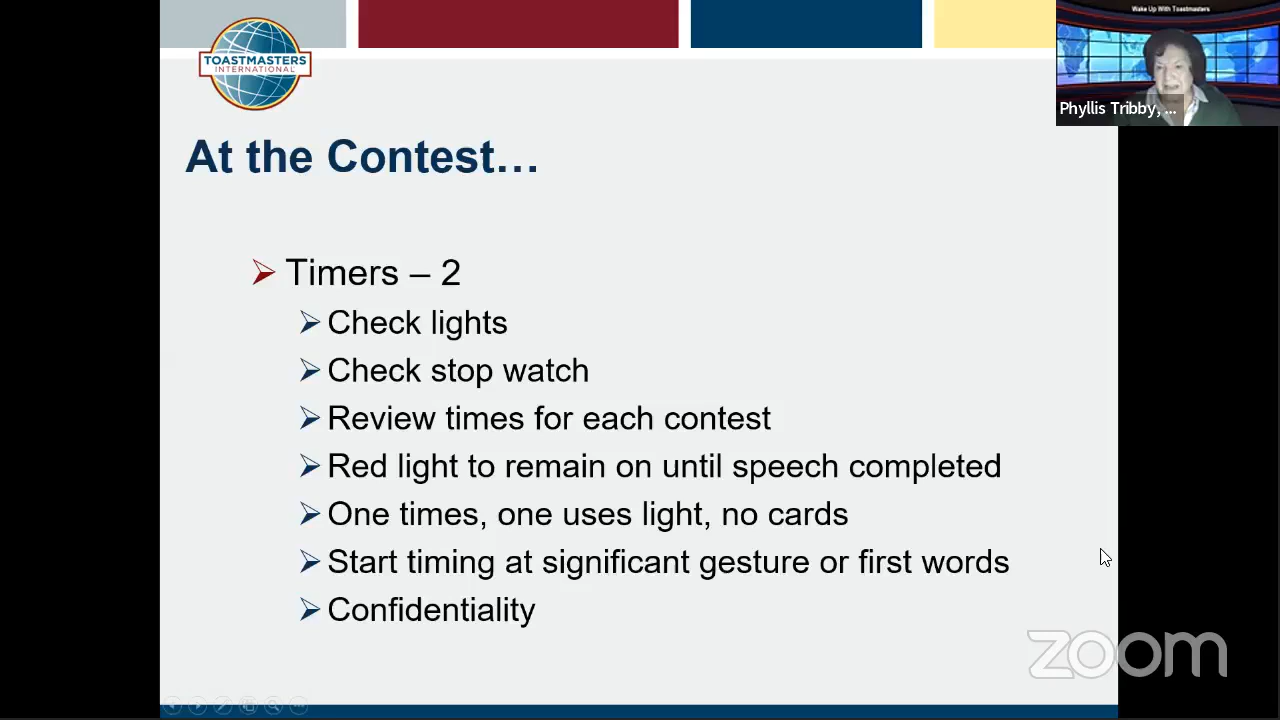 Wake Up With Toastmasters
TOASTMASTERS
INTERNATIONAL
Phyllis Tribby, ...
At the Contest…
Timers – 2
Check lights
Check stop watch
Review times for each contest
Red light to remain on until speech completed
One times, one uses light, no cards
Start timing at significant gesture or first words
Confidentiality
zoom